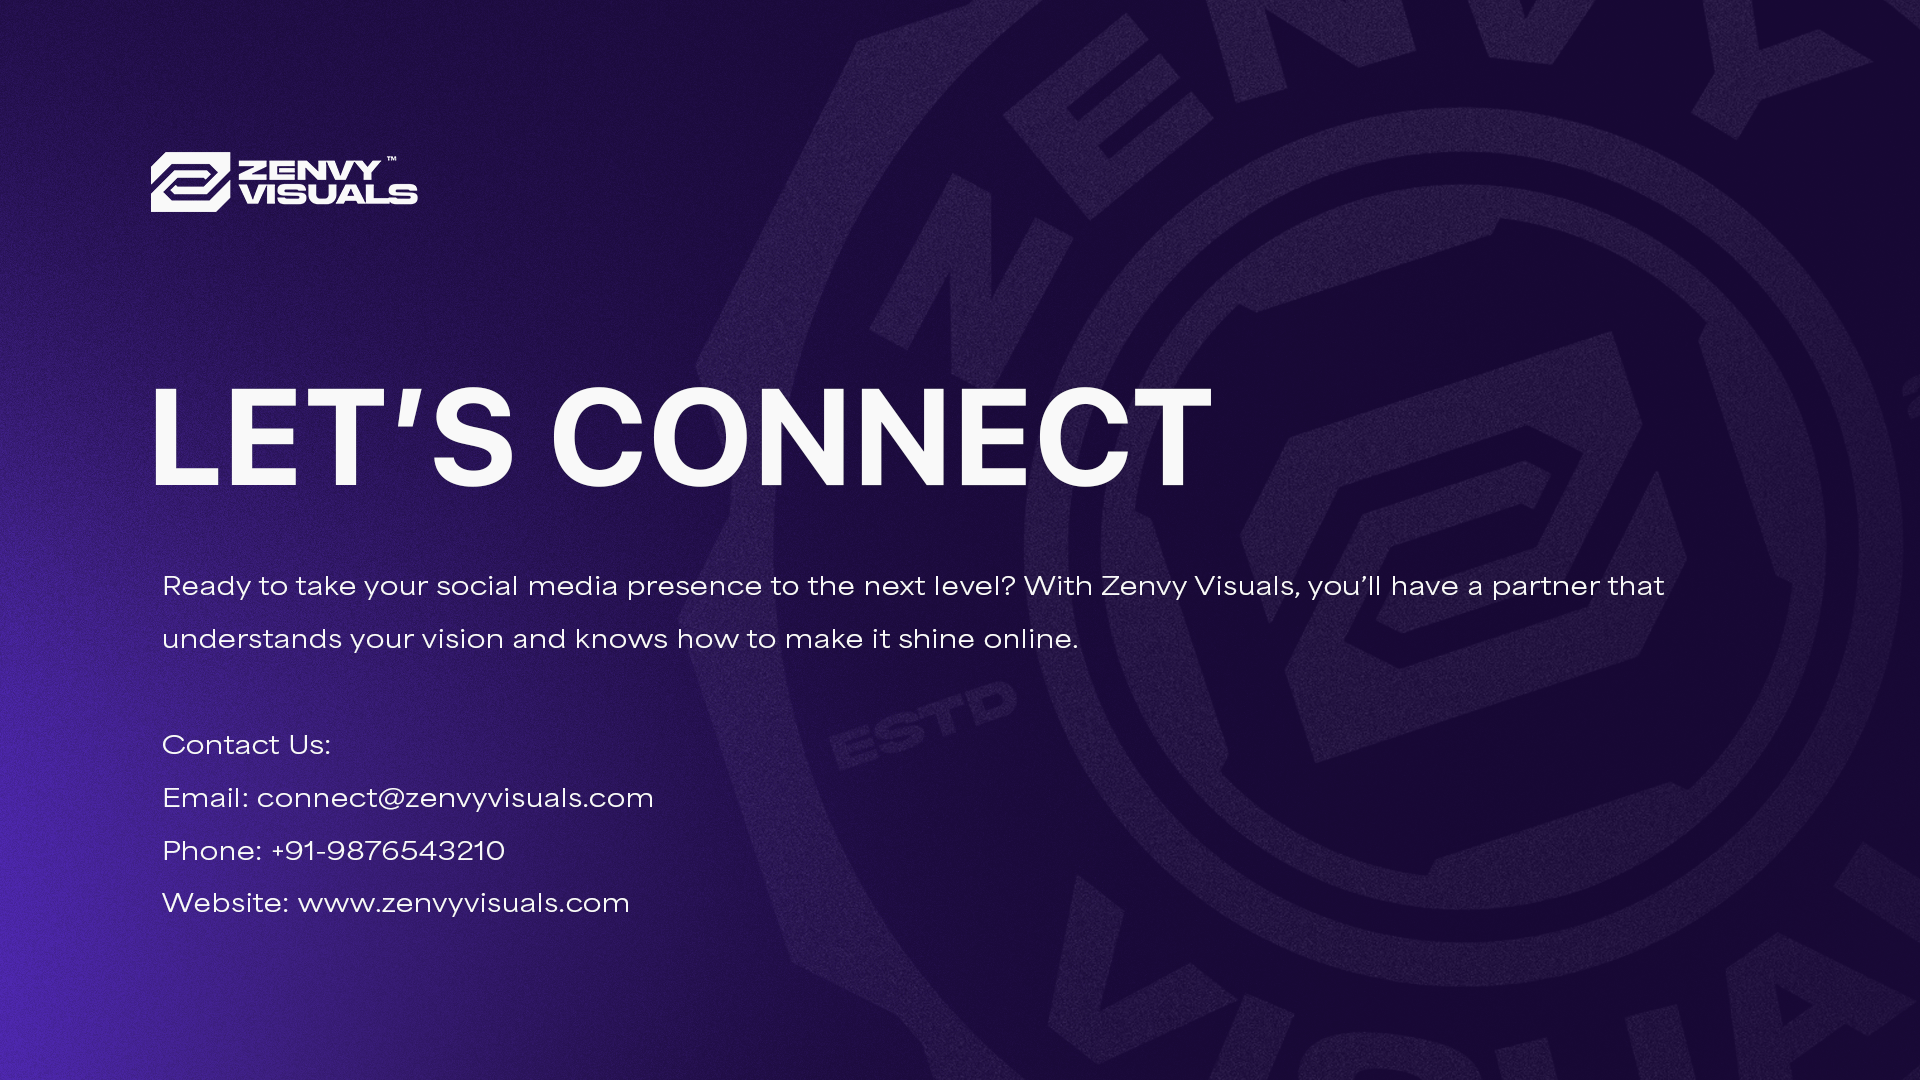 ZENVY™
VISUALS
LET’S CONNECT
Ready to take your social media presence to the next level? With Zenvy Visuals, you’ll have a partner that
understands your vision and knows how to make it shine online.
Contact Us:
Email: connect@zenvyvisuals.com
Phone: +91-9876543210
Website: www.zenvyvisuals.com
ZENVY
ESTD